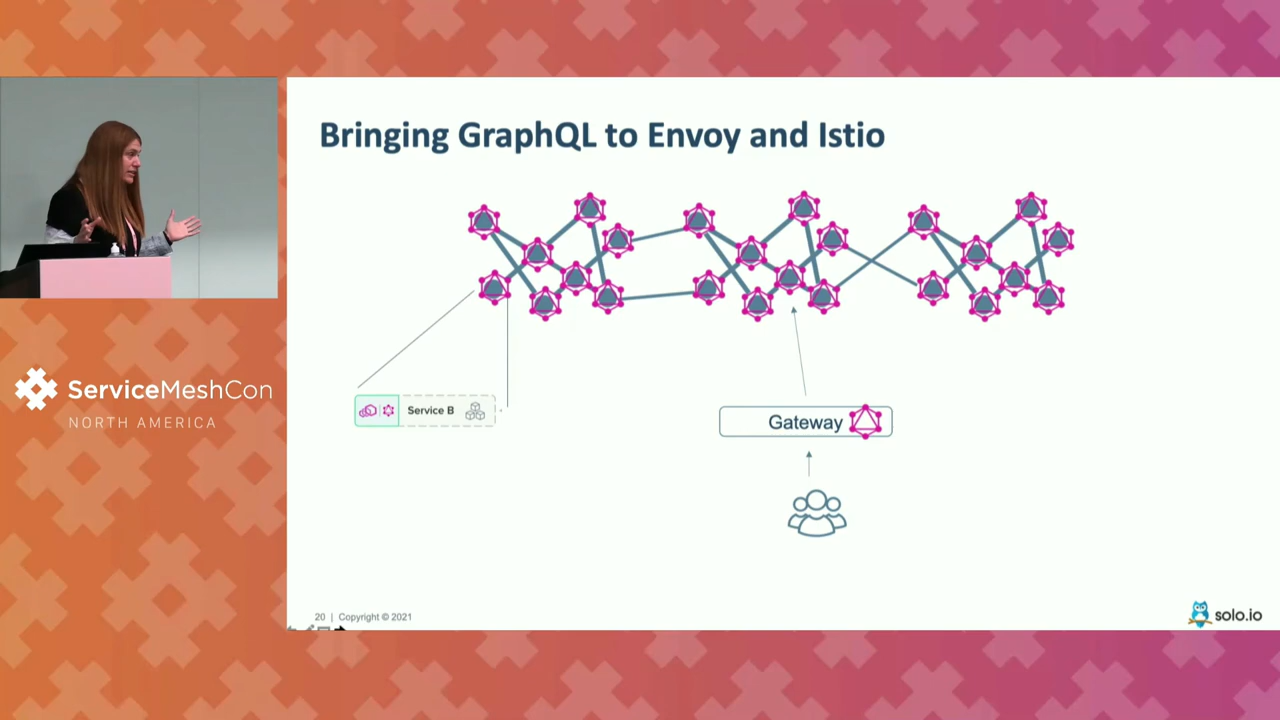 Bringing GraphQL to Envoy and Istio
Service B
Gateway
ServiceMeshCon
NORTH AMERICA
20 | Copyright © 2021
solo.io